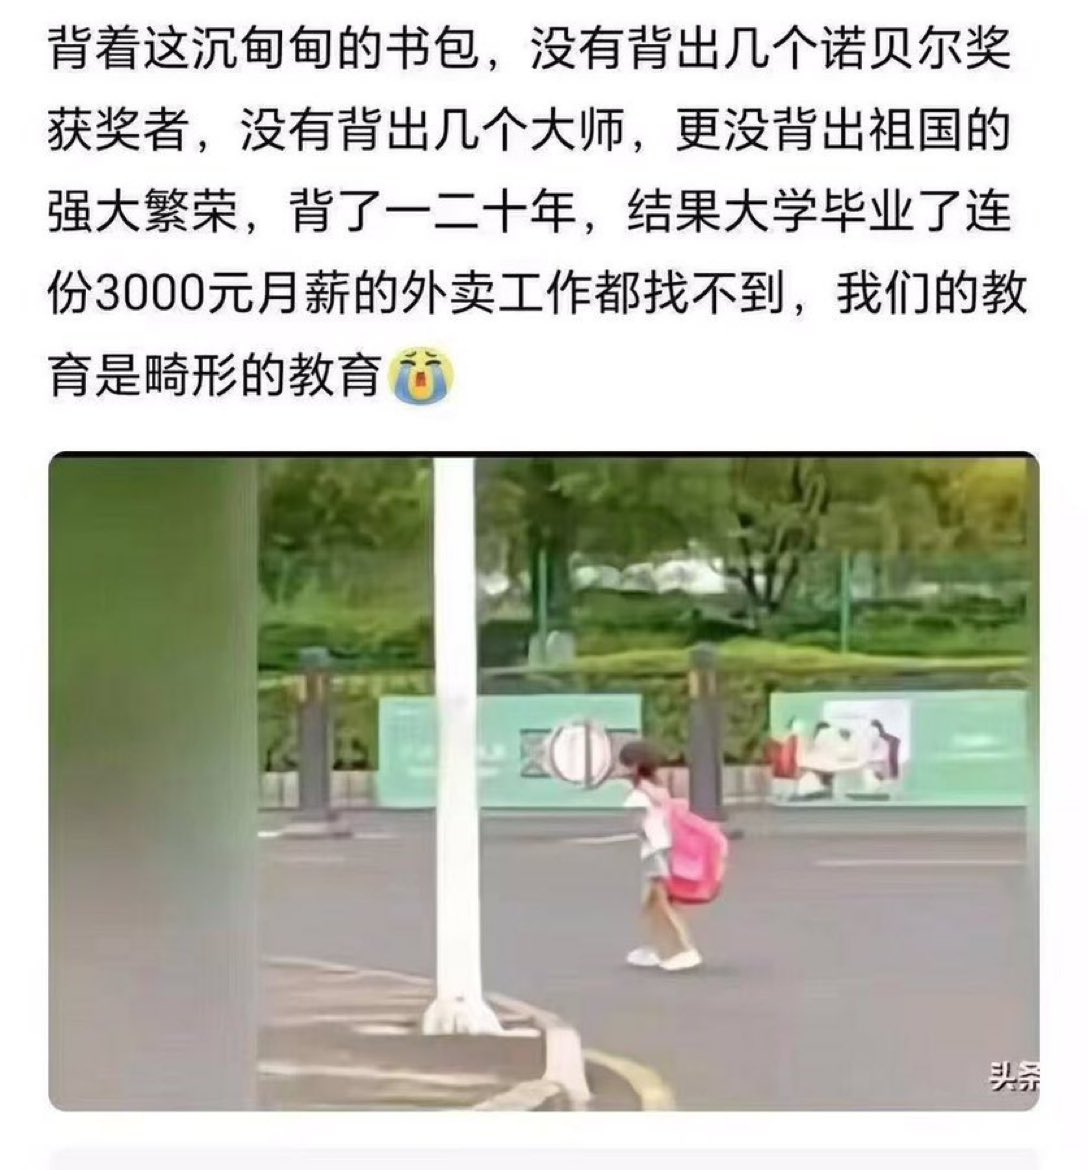 背着这沉甸甸的书包，没有背出几个诺贝尔奖
获奖者，没有背出几个大师，更没背出祖国的
强大繁荣，背了一二十年，结果大学毕业了连
份3000元月薪的外卖工作都找不到，我们的教
育是畸形的教育😭
头条